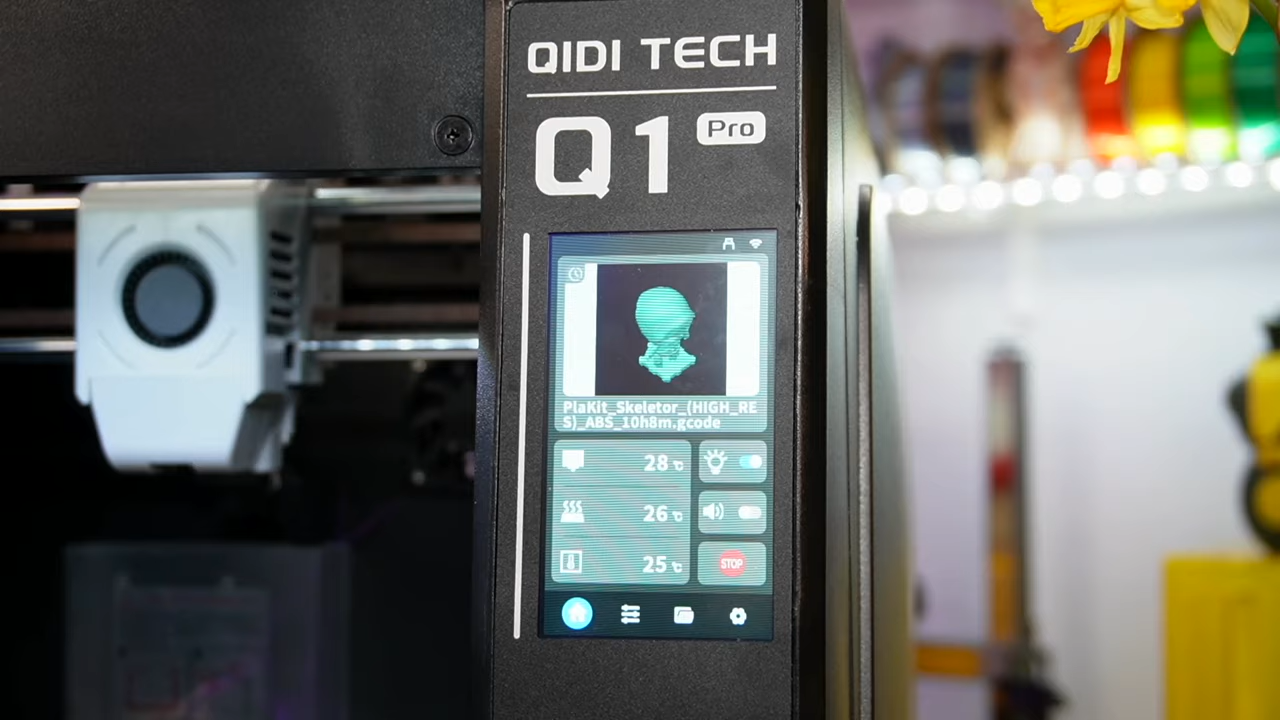 QIDI TECH
Q1 Pro
PlaKit_Skeletor_(HIGH_RE
S)_ABS_10h8m.gcode
28 ℃
26 ℃
25 ℃
STOP